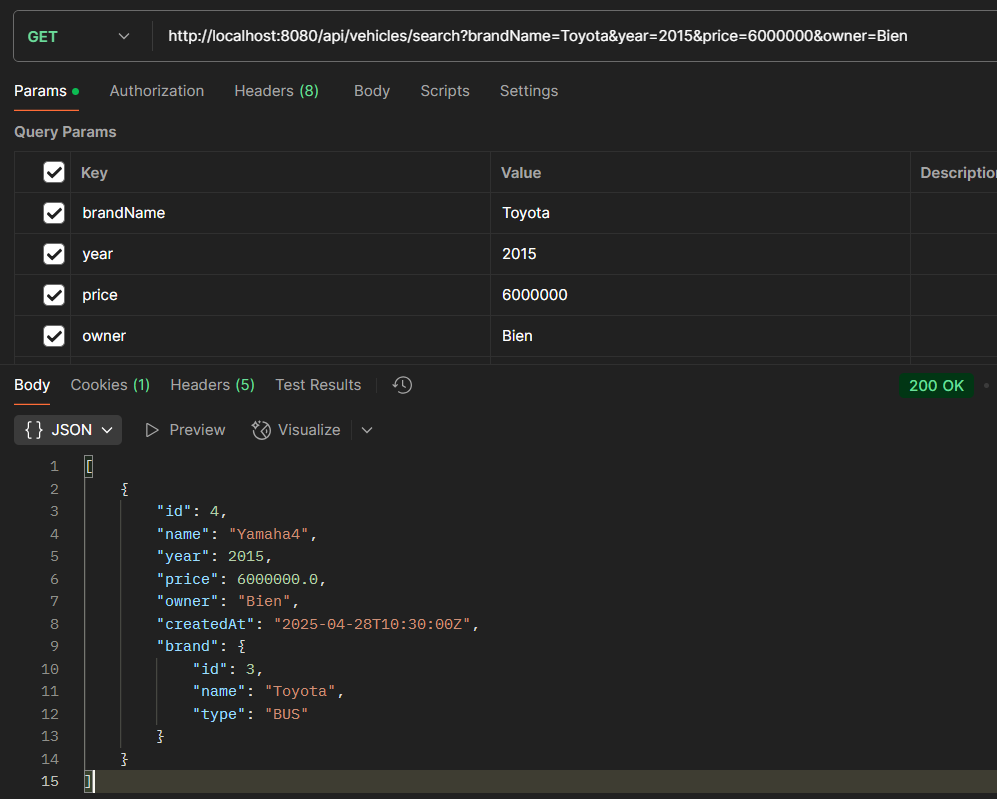 GET http://localhost:8080/api/vehicles/search?brandName=Toyota&year=2015&price=6000000&owner=Bien
Params Authorization Headers (8) Body Scripts Settings
Query Params
Key Value Descriptio
brandName Toyota
year 2015
price 6000000
owner Bien
Body Cookies (1) Headers (5) Test Results 200 OK
{} JSON Preview Visualize
1 [
2 {
3 "id": 4,
4 "name": "Yamaha4",
5 "year": 2015,
6 "price": 6000000.0,
7 "owner": "Bien",
8 "createdAt": "2025-04-28T10:30:00Z",
9 "brand": {
10 "id": 3,
11 "name": "Toyota",
12 "type": "BUS"
13 }
14 }
15 ]